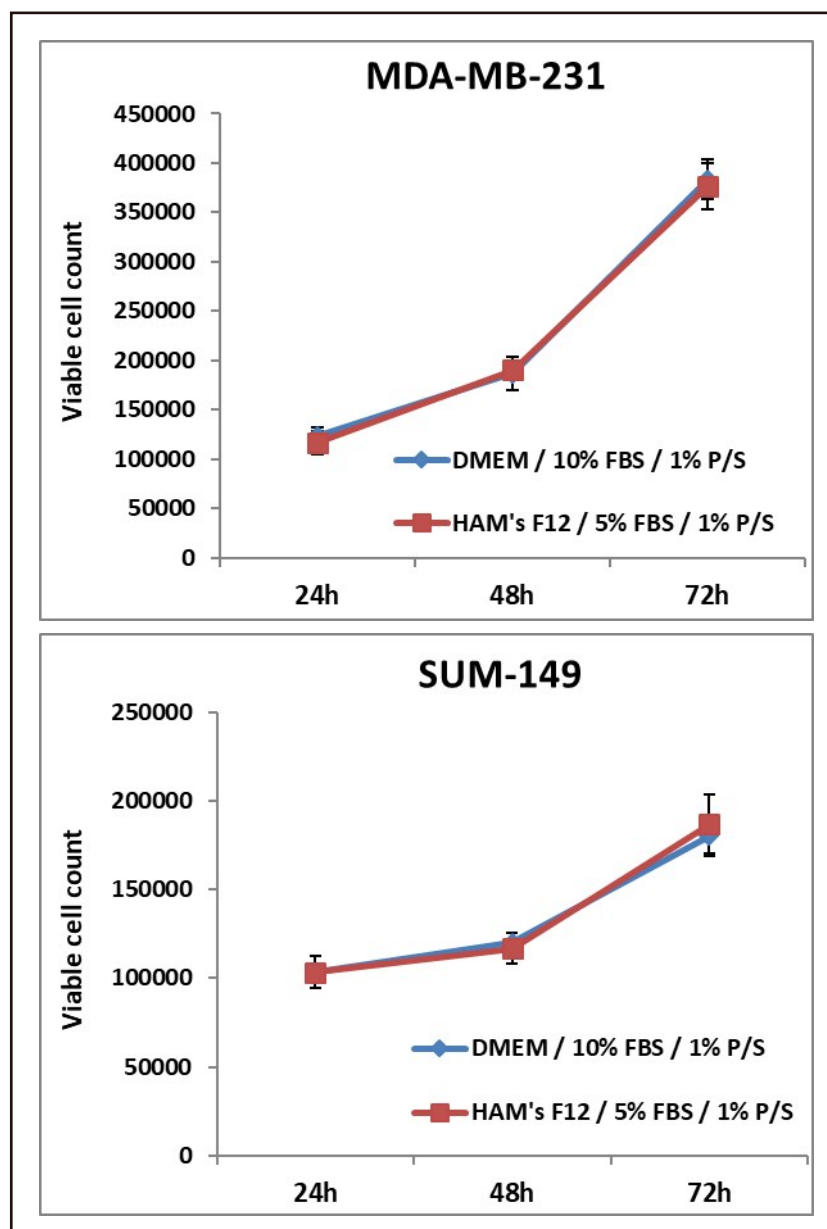 MDA-MB-231
450000
400000
350000
300000
250000
200000
150000
100000
50000
0
Viable cell count
DMEM / 10% FBS / 1% P/S
HAM's F12 / 5% FBS / 1% P/S
24h 48h 72h
SUM-149
250000
200000
150000
100000
50000
0
Viable cell count
DMEM / 10% FBS / 1% P/S
HAM's F12 / 5% FBS / 1% P/S
24h 48h 72h